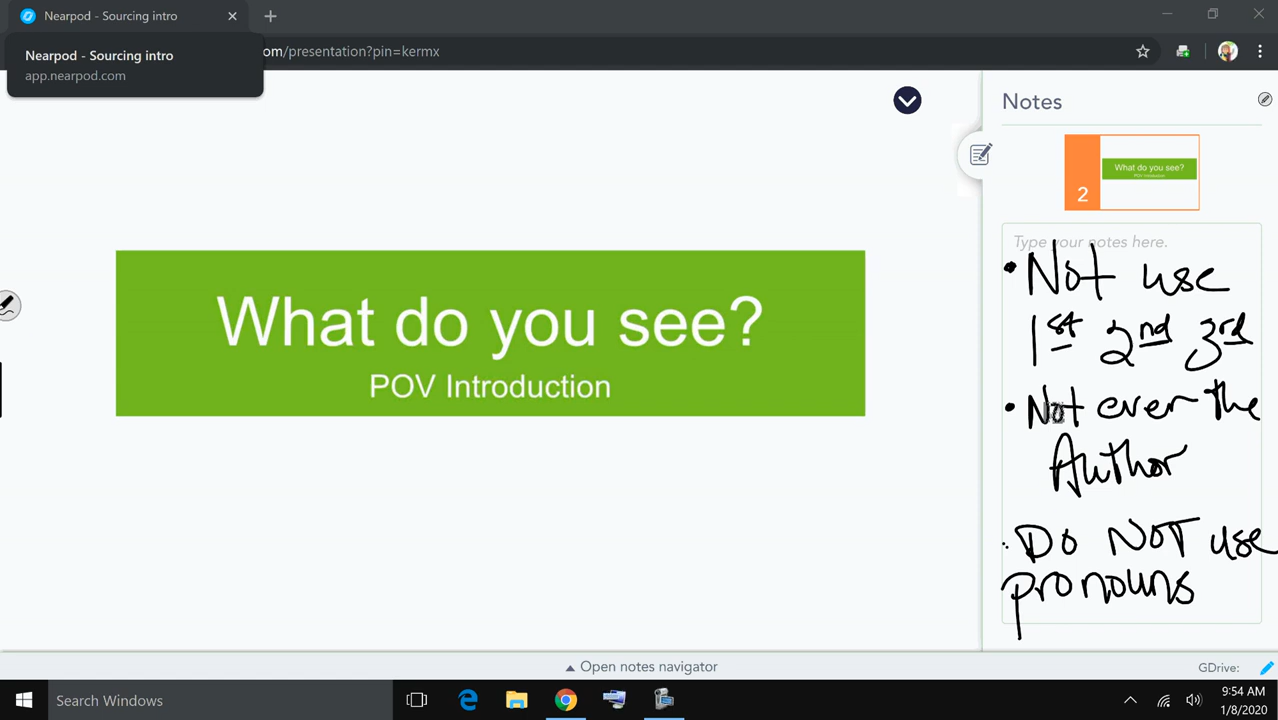 Nearpod - Sourcing intro
Nearpod - Sourcing intro
app.nearpod.com
om/presentation?pin=kermx
Notes
What do you see?
POV Introduction
2
Type your notes here.
• Not use
1st 2nd 3rd
• Not ever the
Author
Do NOT use
pronouns
What do you see?
POV Introduction
Open notes navigator
GDrive:
Search Windows
9:54 AM
1/8/2020